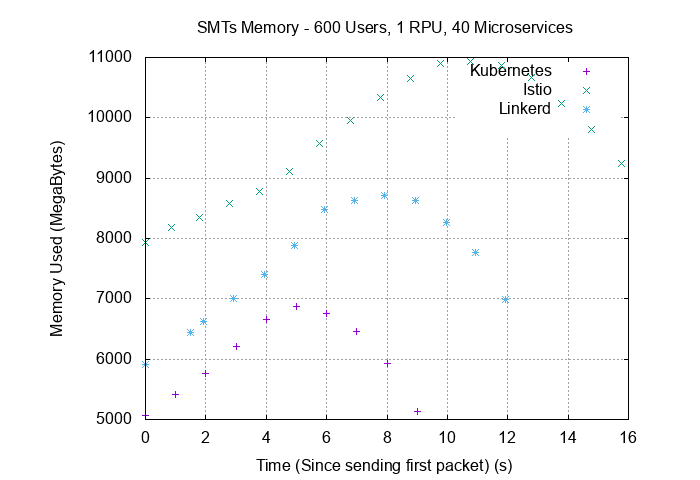 SMTs Memory - 600 Users, 1 RPU, 40 Microservices
11000
10000
9000
8000
7000
6000
5000
Memory Used (MegaBytes)
Kubernetes
Istio
Linkerd
0 2 4 6 8 10 12 14 16
Time (Since sending first packet) (s)